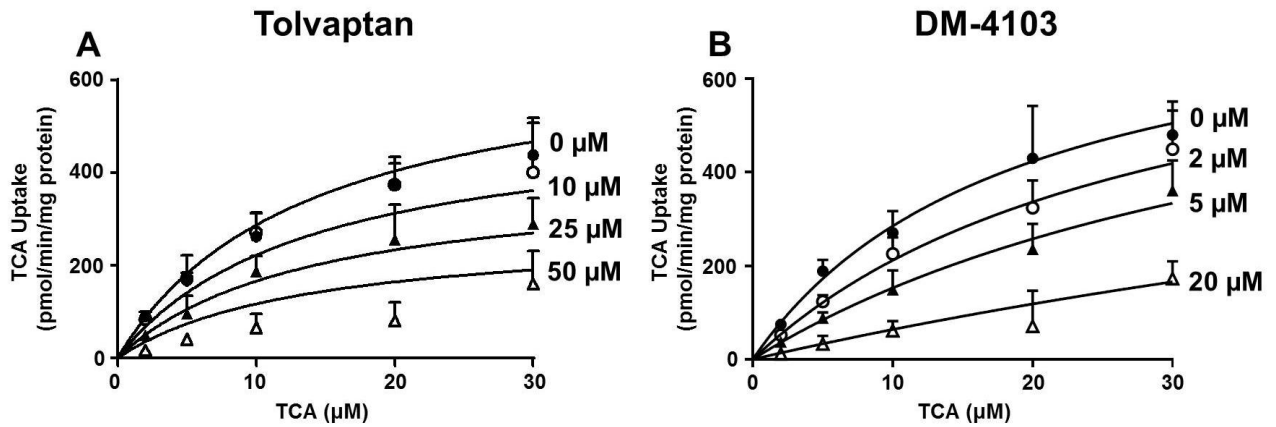 Tolvaptan
A
TCA Uptake
(pmol/min/mg protein)
600
400
200
0
0
10
20
30
TCA (µM)
0 µM
10 µM
25 µM
50 µM
DM-4103
B
TCA Uptake
(pmol/min/mg protein)
600
400
200
0
0
10
20
30
TCA (µM)
0 µM
2 µM
5 µM
20 µM